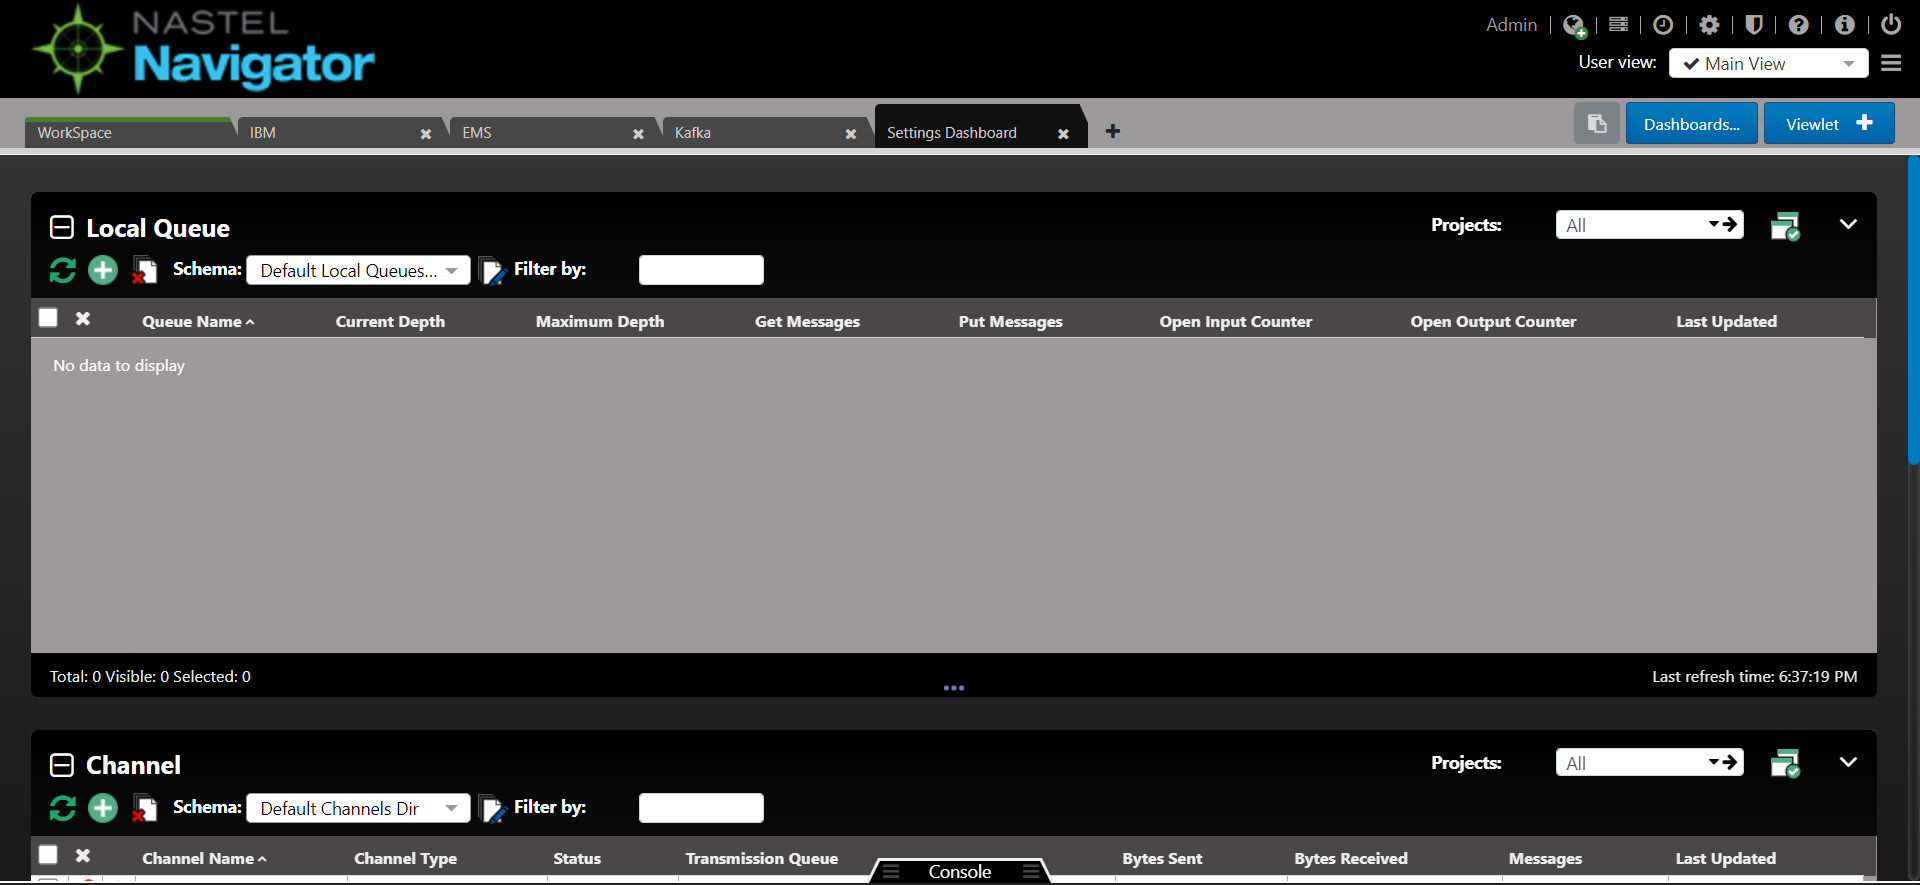 NASTEL
Navigator
Admin
User view:
Main View
WorkSpace
IBM
EMS
Kafka
Settings Dashboard
Dashboards...
Viewlet
Local Queue
Projects:
All
Schema:
Default Local Queues...
Filter by:
Queue Name
Current Depth
Maximum Depth
Get Messages
Put Messages
Open Input Counter
Open Output Counter
Last Updated
No data to display
Total: 0 Visible: 0 Selected: 0
Last refresh time: 6:37:19 PM
Channel
Projects:
All
Schema:
Default Channels Dir
Filter by:
Channel Name
Channel Type
Status
Transmission Queue
Bytes Sent
Bytes Received
Messages
Last Updated
Console